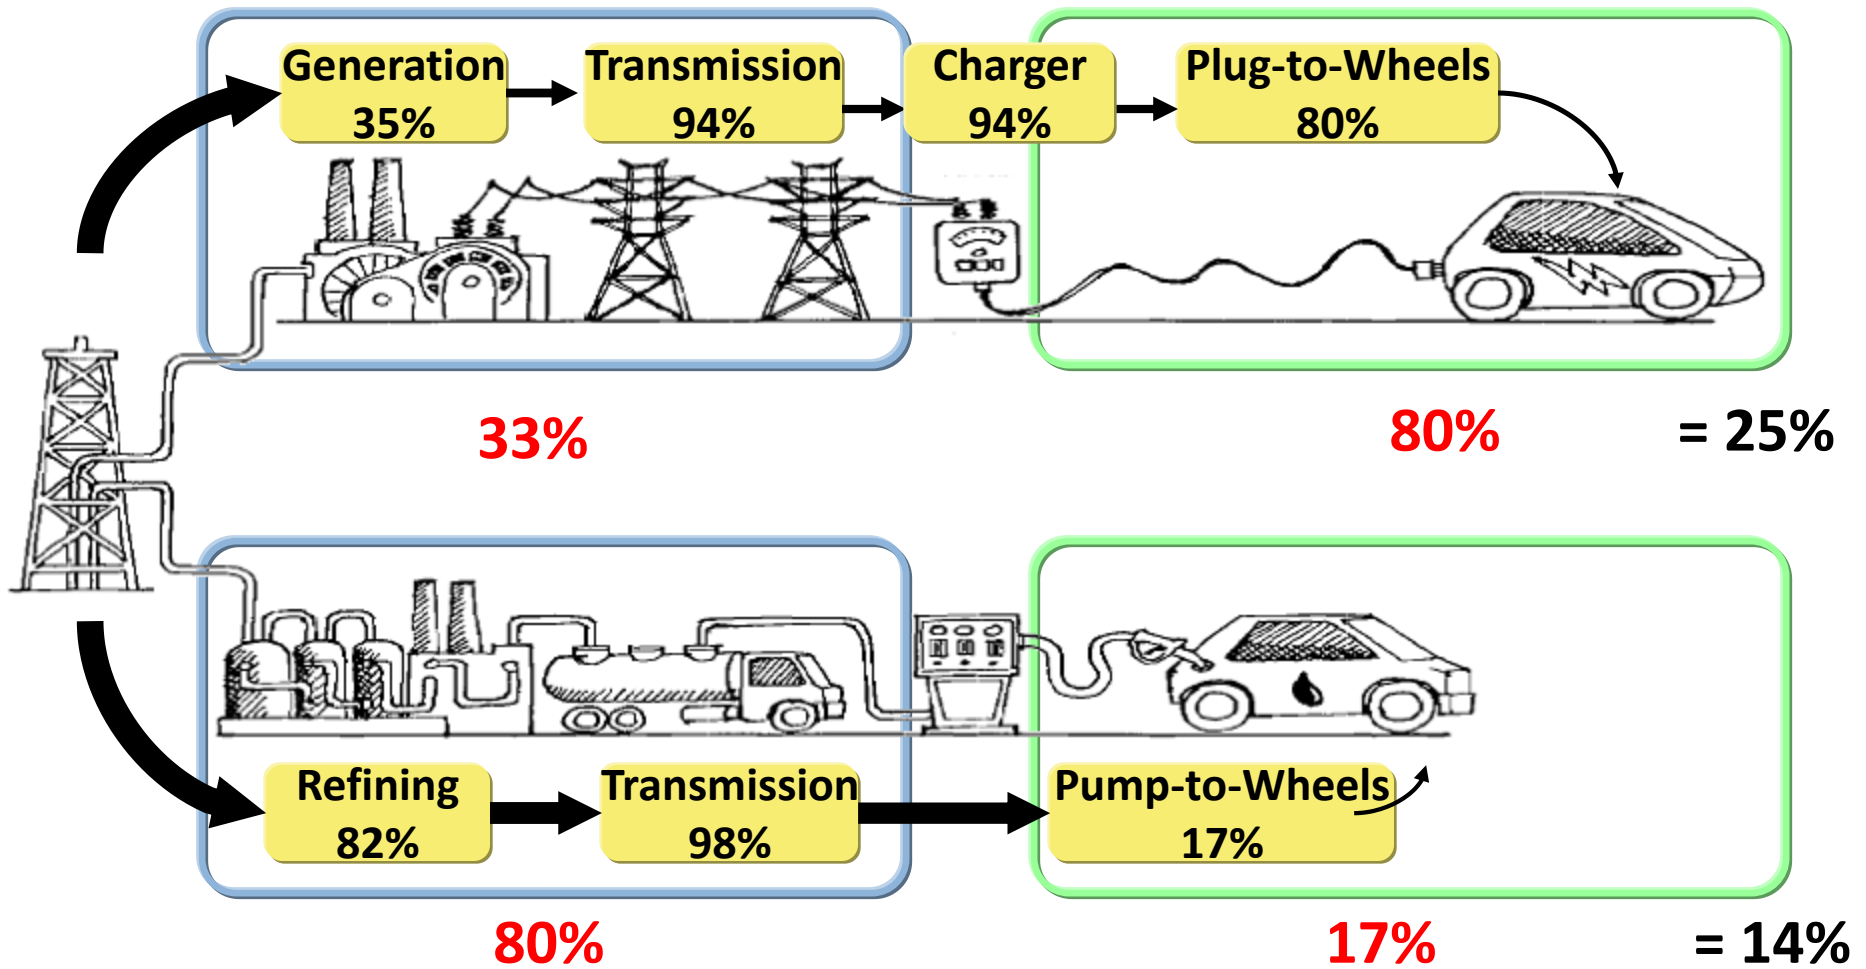 Generation
35%
Transmission
94%
Charger
94%
Plug-to-Wheels
80%
33%
80%
= 25%
Refining
82%
Transmission
98%
Pump-to-Wheels
17%
80%
17%
= 14%